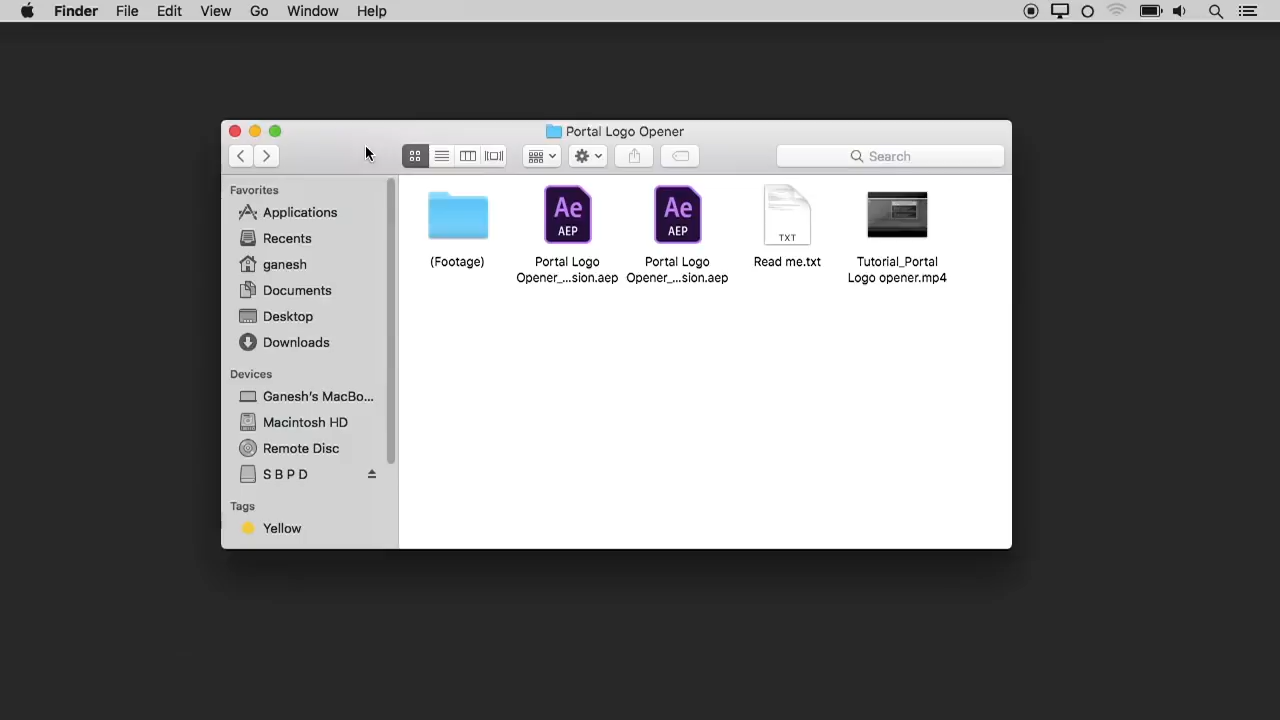 Finder File Edit View Go Window Help
Portal Logo Opener
Search
Favorites
Applications
Recents
ganesh
Documents
Desktop
Downloads
Devices
Ganesh's MacBo...
Macintosh HD
Remote Disc
S B P D
Tags
Yellow
Ae
AEP
Ae
AEP
TXT
(Footage)
Portal Logo
Opener_...sion.aep
Portal Logo
Opener_...sion.aep
Read me.txt
Tutorial_Portal
Logo opener.mp4